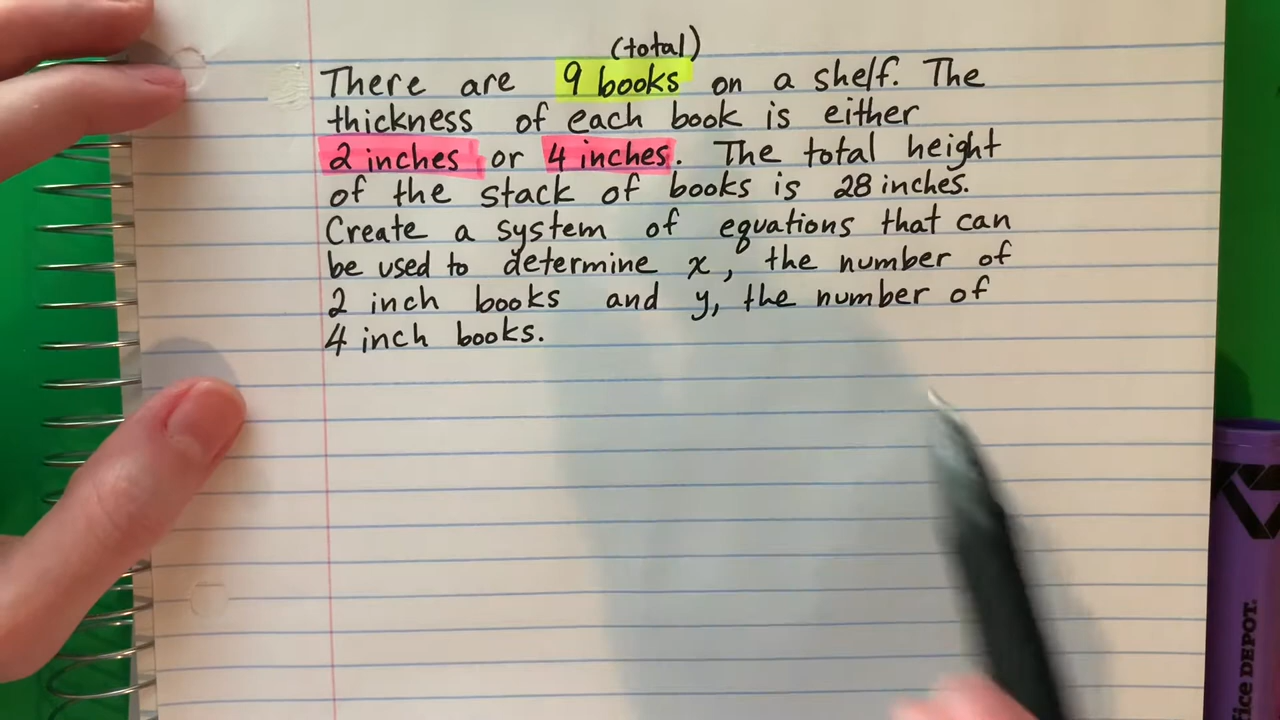 (total)
There are 9 books on a shelf. The
thickness of each book is either
2 inches or 4 inches. The total height
of the stack of books is 28 inches.
Create a system of equations that can
be used to determine x, the number of
2 inch books and y, the number of
4 inch books.
ice DEPOT.